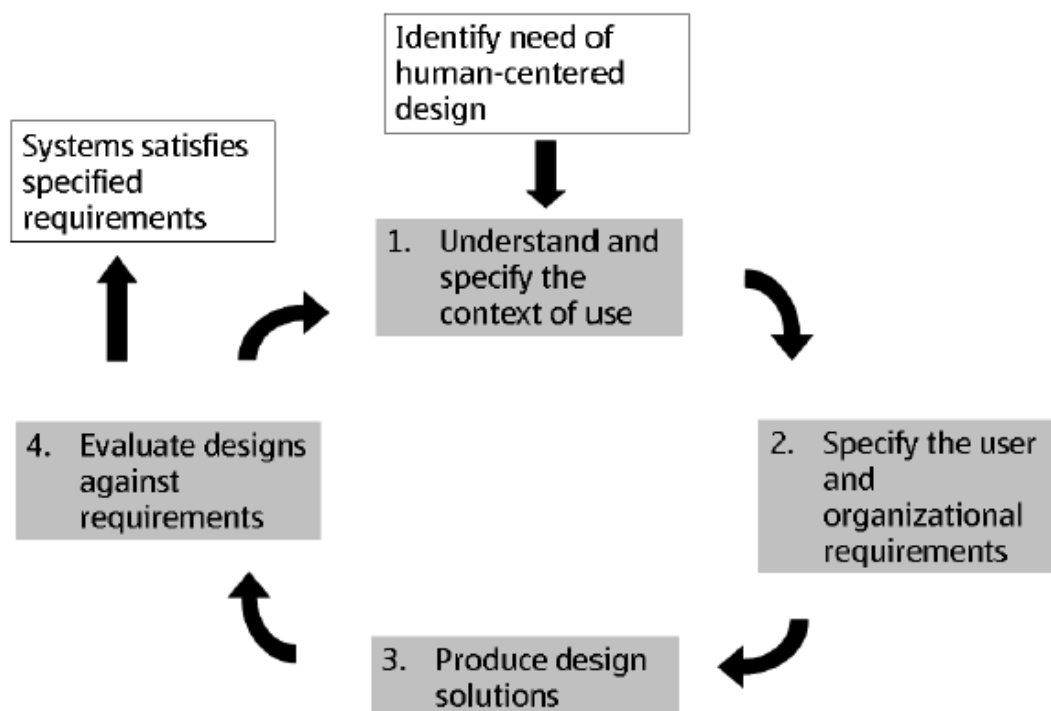 Identify need of
human-centered
design
Systems satisfies
specified
requirements
1. Understand and
specify the
context of use
2. Specify the user
and
organizational
requirements
3. Produce design
solutions
4. Evaluate designs
against
requirements